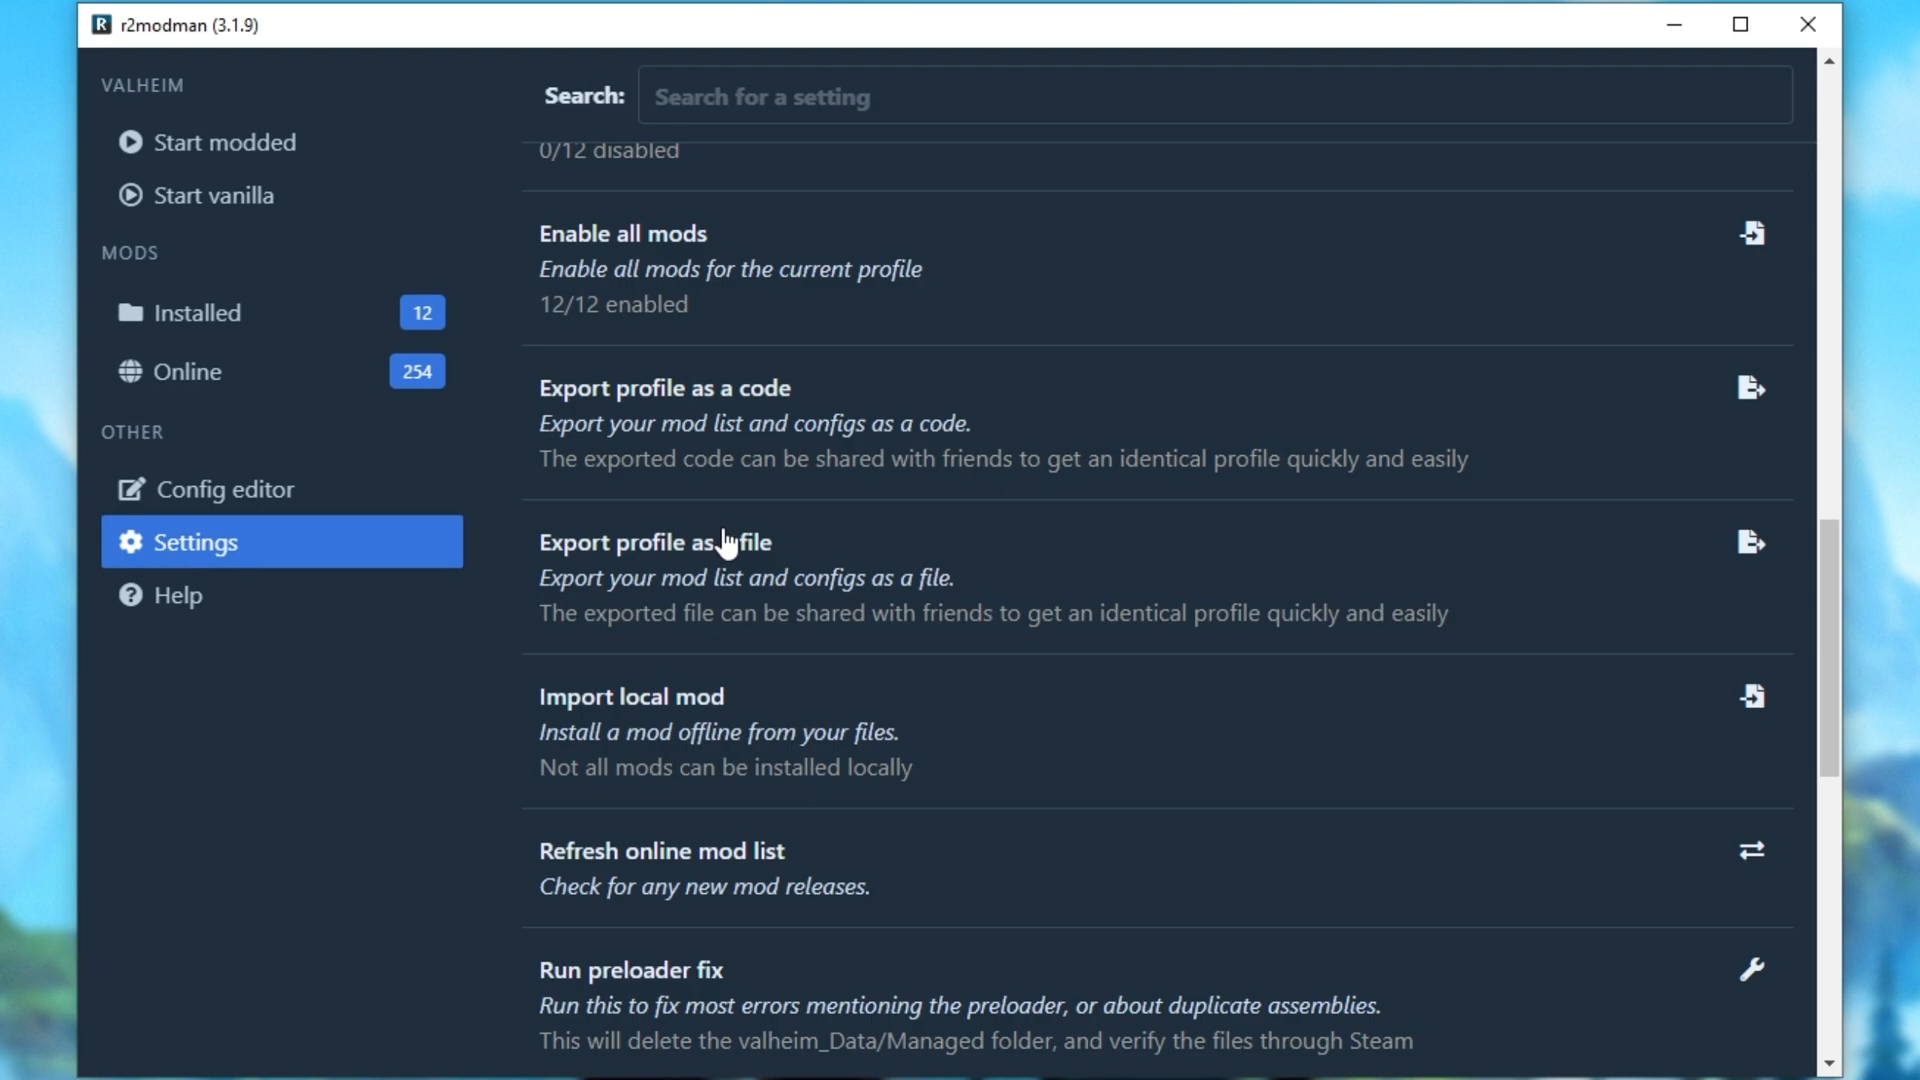 r2modman (3.1.9)
VALHEIM
Start modded
Start vanilla
MODS
Installed 12
Online 254
OTHER
Config editor
Settings
Help
Search: Search for a setting
0/12 disabled
Enable all mods
Enable all mods for the current profile
12/12 enabled
Export profile as a code
Export your mod list and configs as a code.
The exported code can be shared with friends to get an identical profile quickly and easily
Export profile as file
Export your mod list and configs as a file.
The exported file can be shared with friends to get an identical profile quickly and easily
Import local mod
Install a mod offline from your files.
Not all mods can be installed locally
Refresh online mod list
Check for any new mod releases.
Run preloader fix
Run this to fix most errors mentioning the preloader, or about duplicate assemblies.
This will delete the valheim_Data/Managed folder, and verify the files through Steam